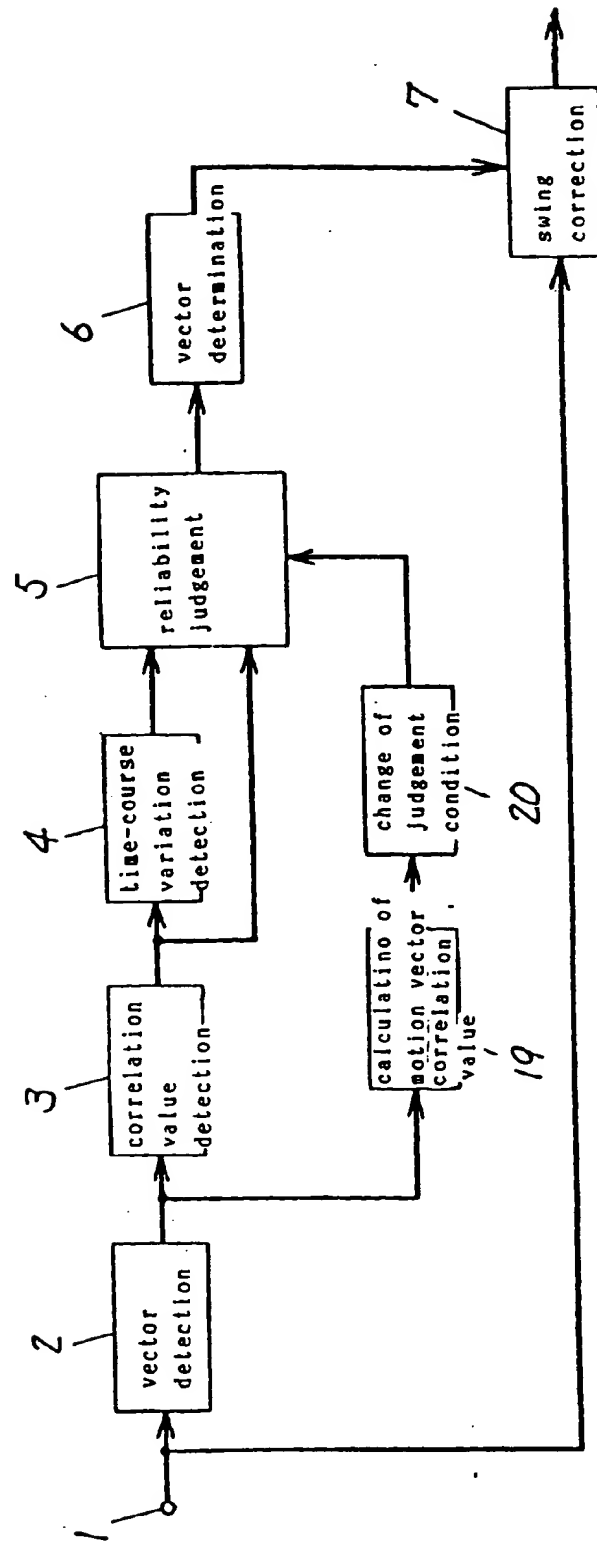 1
2
vector
detection
3
correlation
value
detection
4
time-course
variation
detection
5
reliability
judgement
6
vector
determination
7
swing
correction
calculatino of
motion vector
correlation
value
19
change of
judgement
condition
20